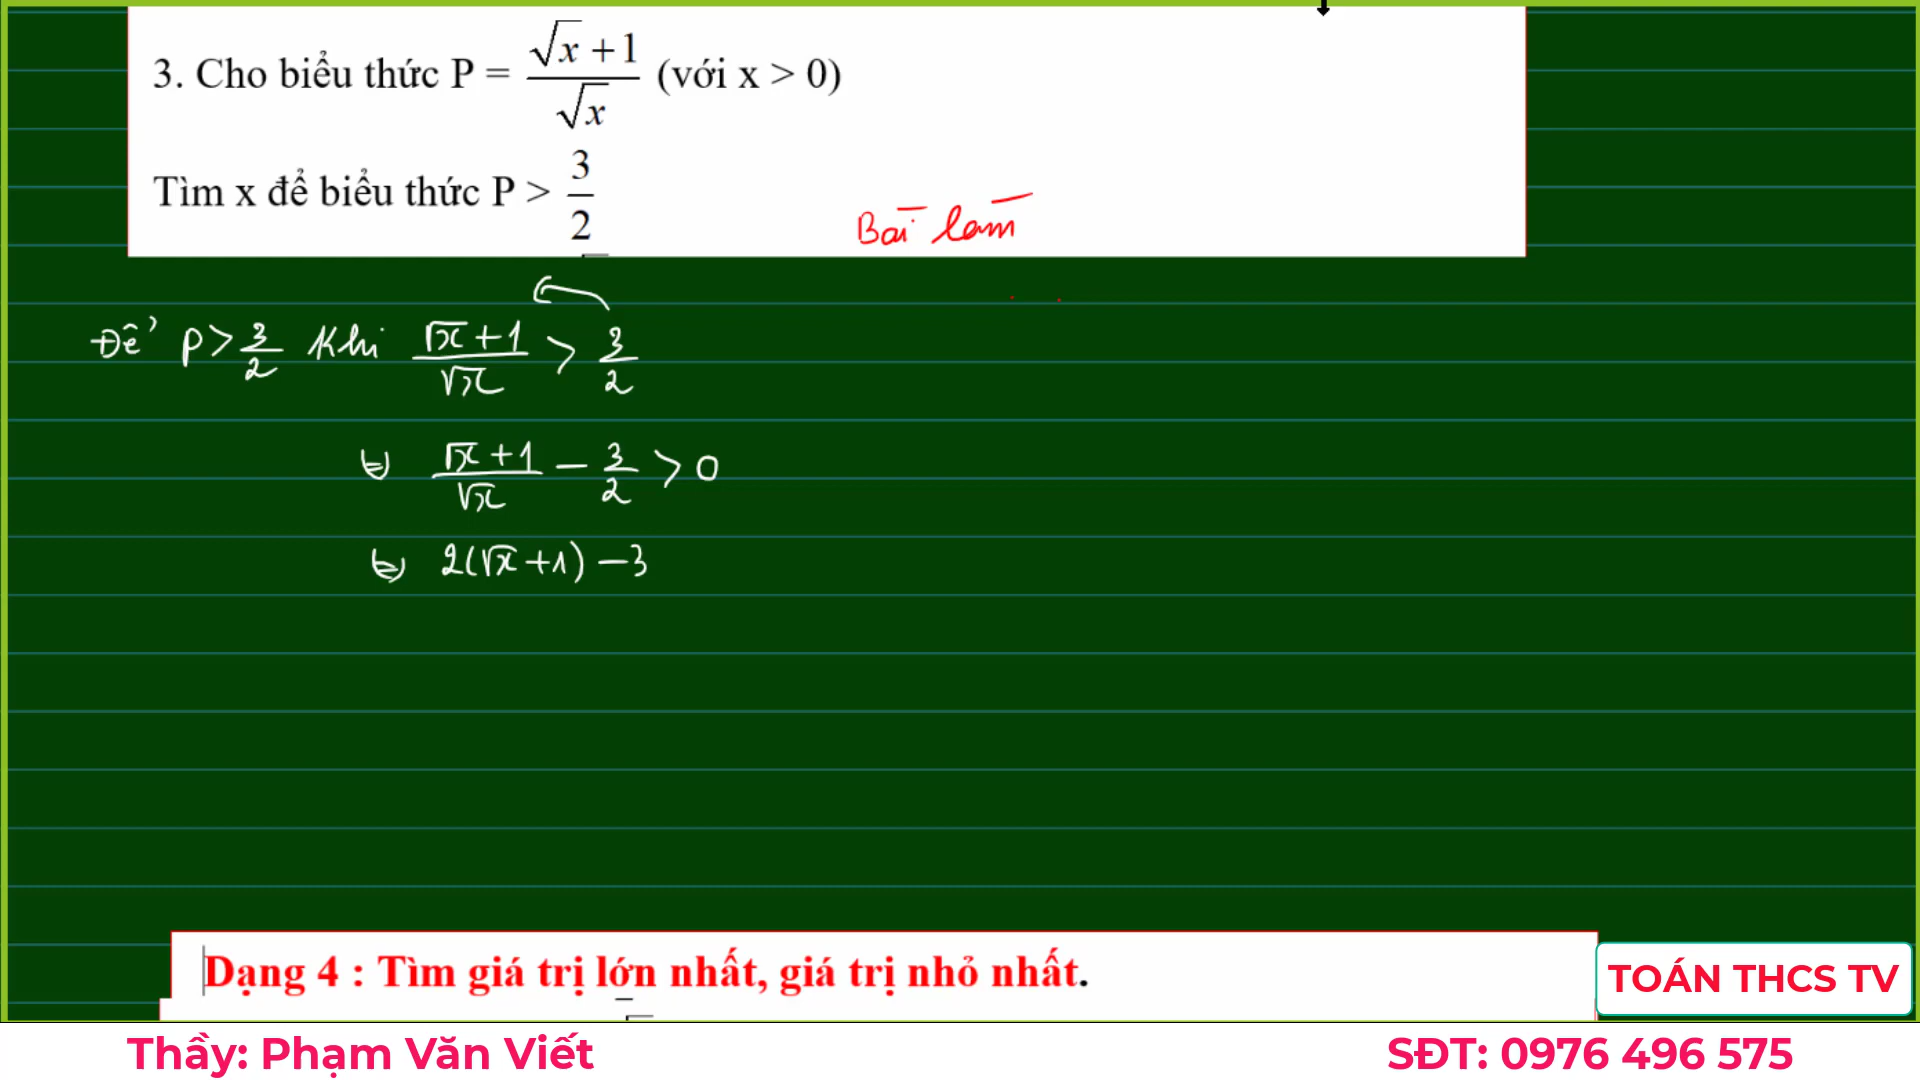 3. Cho biểu thức P = (√x + 1)/√x (với x > 0)
Tìm x để biểu thức P > 3/2
Bài làm
Để P > 3/2 Khi (√x + 1)/√x > 3/2
⇔ (√x + 1)/√x − 3/2 > 0
⇔ 2(√x + 1) − 3
Dạng 4 : Tìm giá trị lớn nhất, giá trị nhỏ nhất.
TOÁN THCS TV
Thầy: Phạm Văn Viết
SĐT: 0976 496 575